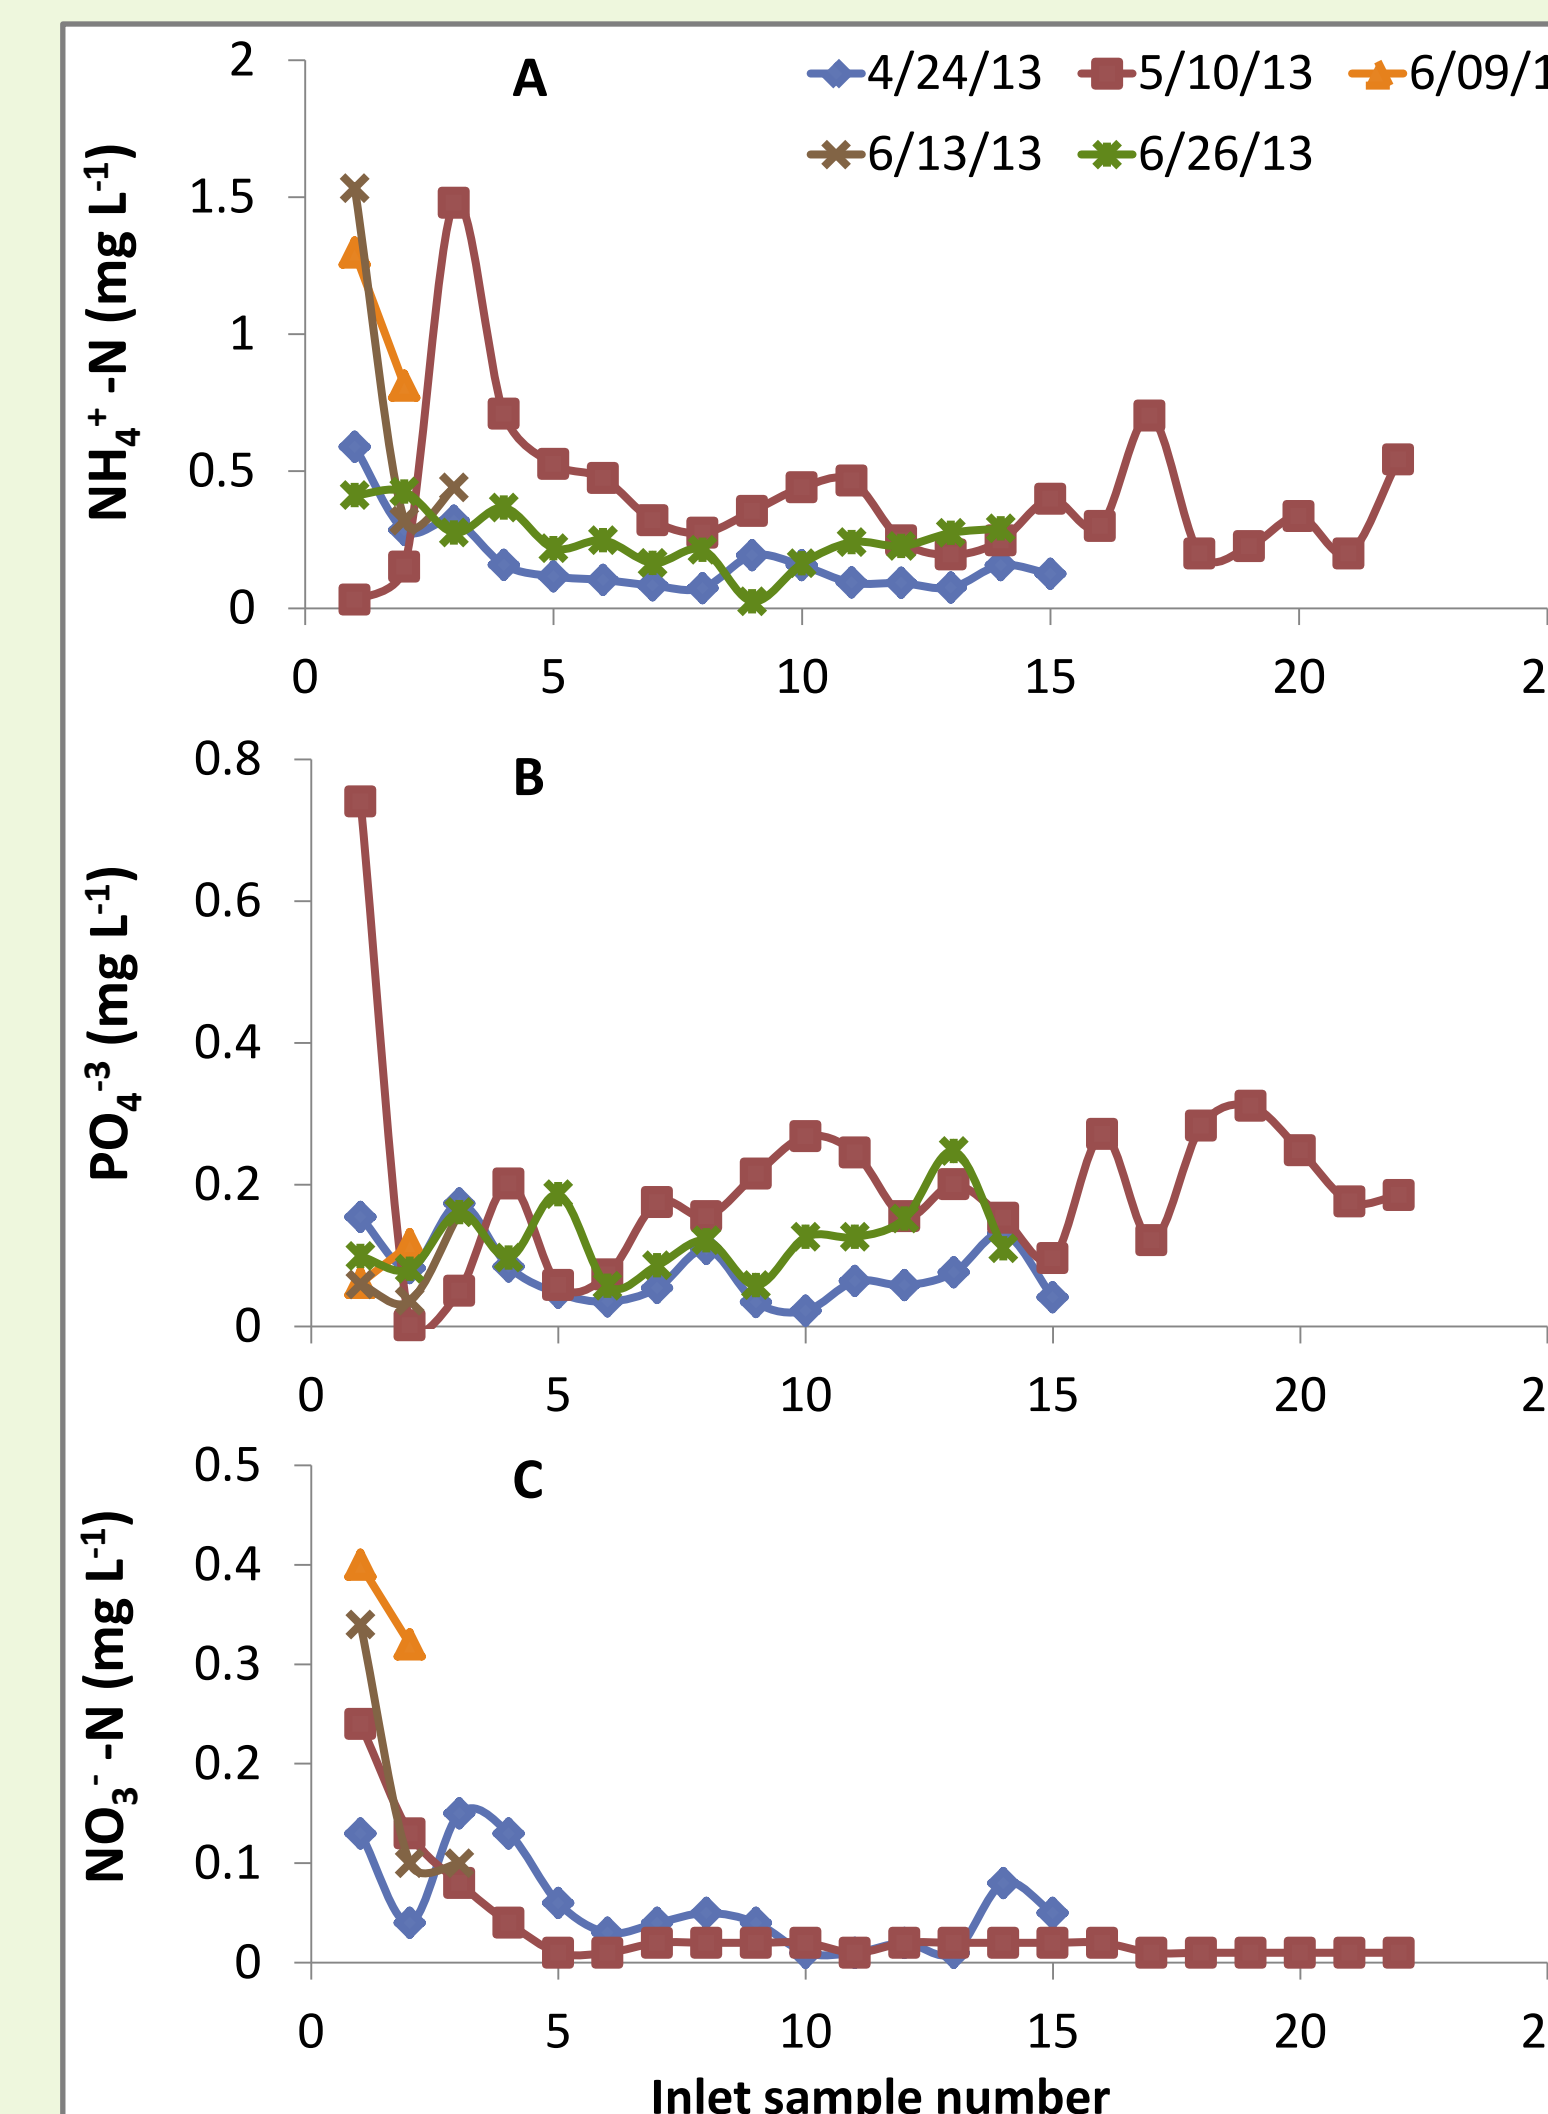 A
4/24/13 5/10/13 6/09/1
6/13/13 6/26/13
NH₄⁺ -N (mg L⁻¹)
2
1.5
1
0.5
0
0 5 10 15 20 2
B
PO₄⁻³ (mg L⁻¹)
0.8
0.6
0.4
0.2
0
0 5 10 15 20 2
C
NO₃⁻ -N (mg L⁻¹)
0.5
0.4
0.3
0.2
0.1
0
0 5 10 15 20 2
Inlet sample number